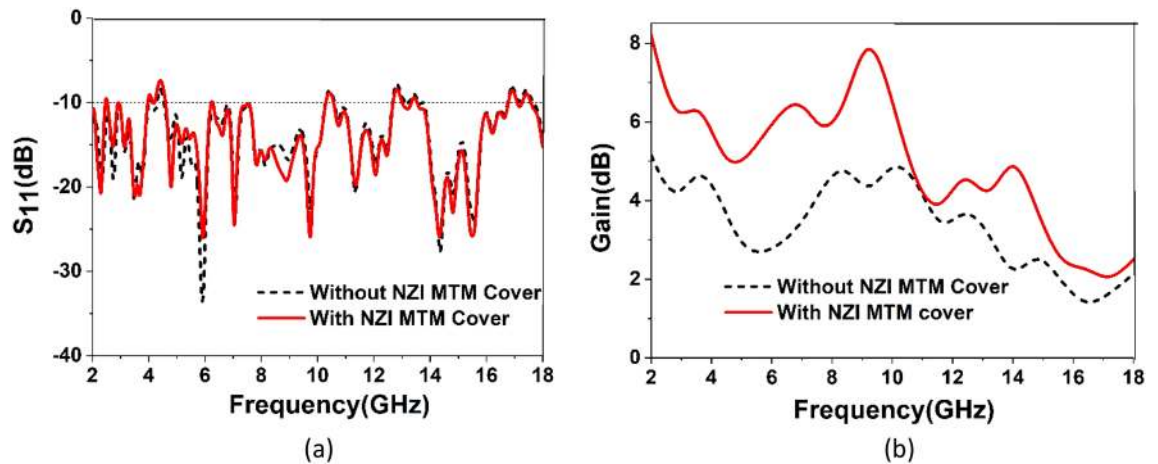 0
-10
-20
-30
-40
S11(dB)
Without NZI MTM Cover
With NZI MTM Cover
2 4 6 8 10 12 14 16 18
Frequency(GHz)
(a)
8
6
4
2
0
Gain(dB)
Without NZI MTM Cover
With NZI MTM cover
2 4 6 8 10 12 14 16 18
Frequency(GHz)
(b)